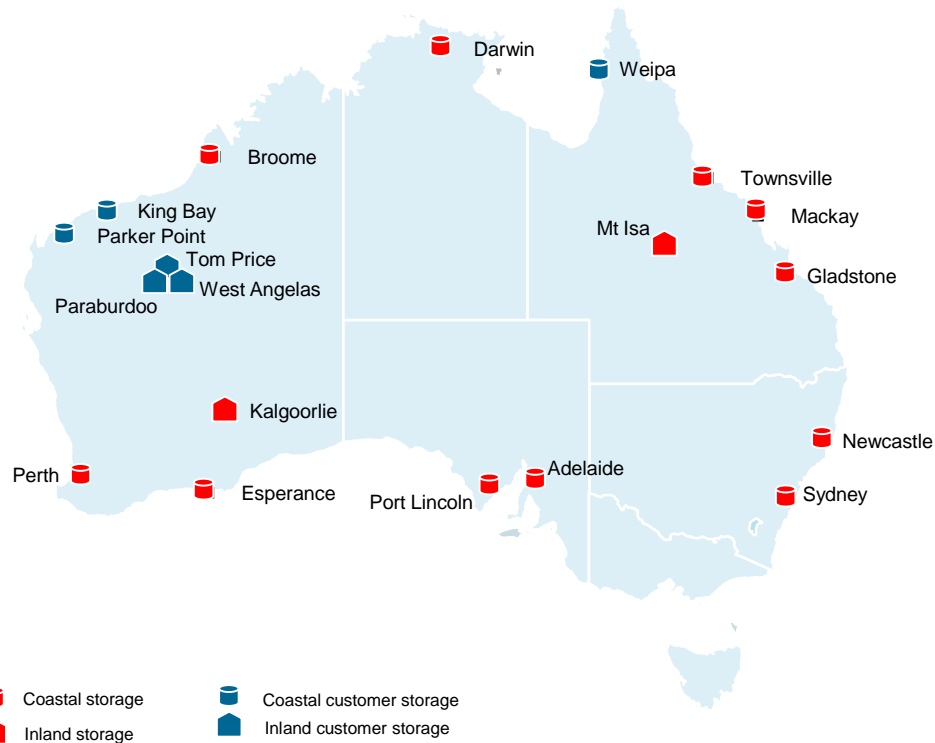 Darwin
Weipa
Broome
Townsville
King Bay
Mackay
Parker Point
Mt Isa
Tom Price
Gladstone
West Angelas
Paraburdoo
Kalgoorlie
Newcastle
Perth
Adelaide
Esperance
Port Lincoln
Sydney
Coastal storage
Coastal customer storage
Inland storage
Inland customer storage